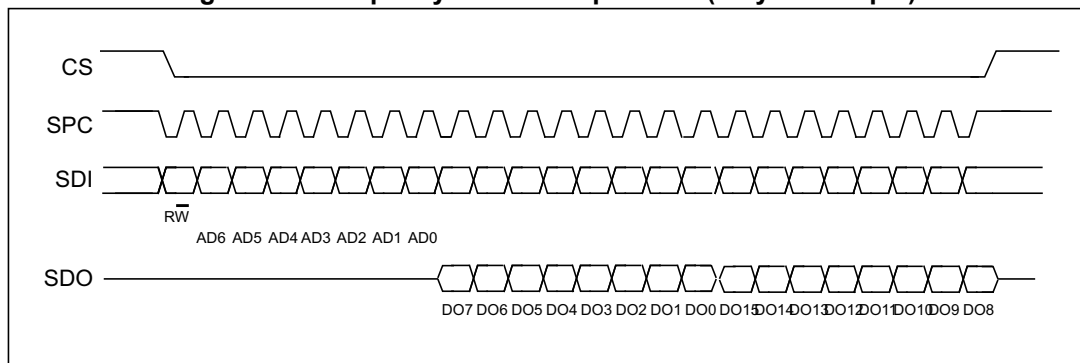 CS
SPC
SDI
RW
AD6 AD5 AD4 AD3 AD2 AD1 AD0
SDO
DO7 DO6 DO5 DO4 DO3 DO2 DO1 DO0 DO15 DO14 DO13 DO12 DO11 DO10 DO9 DO8